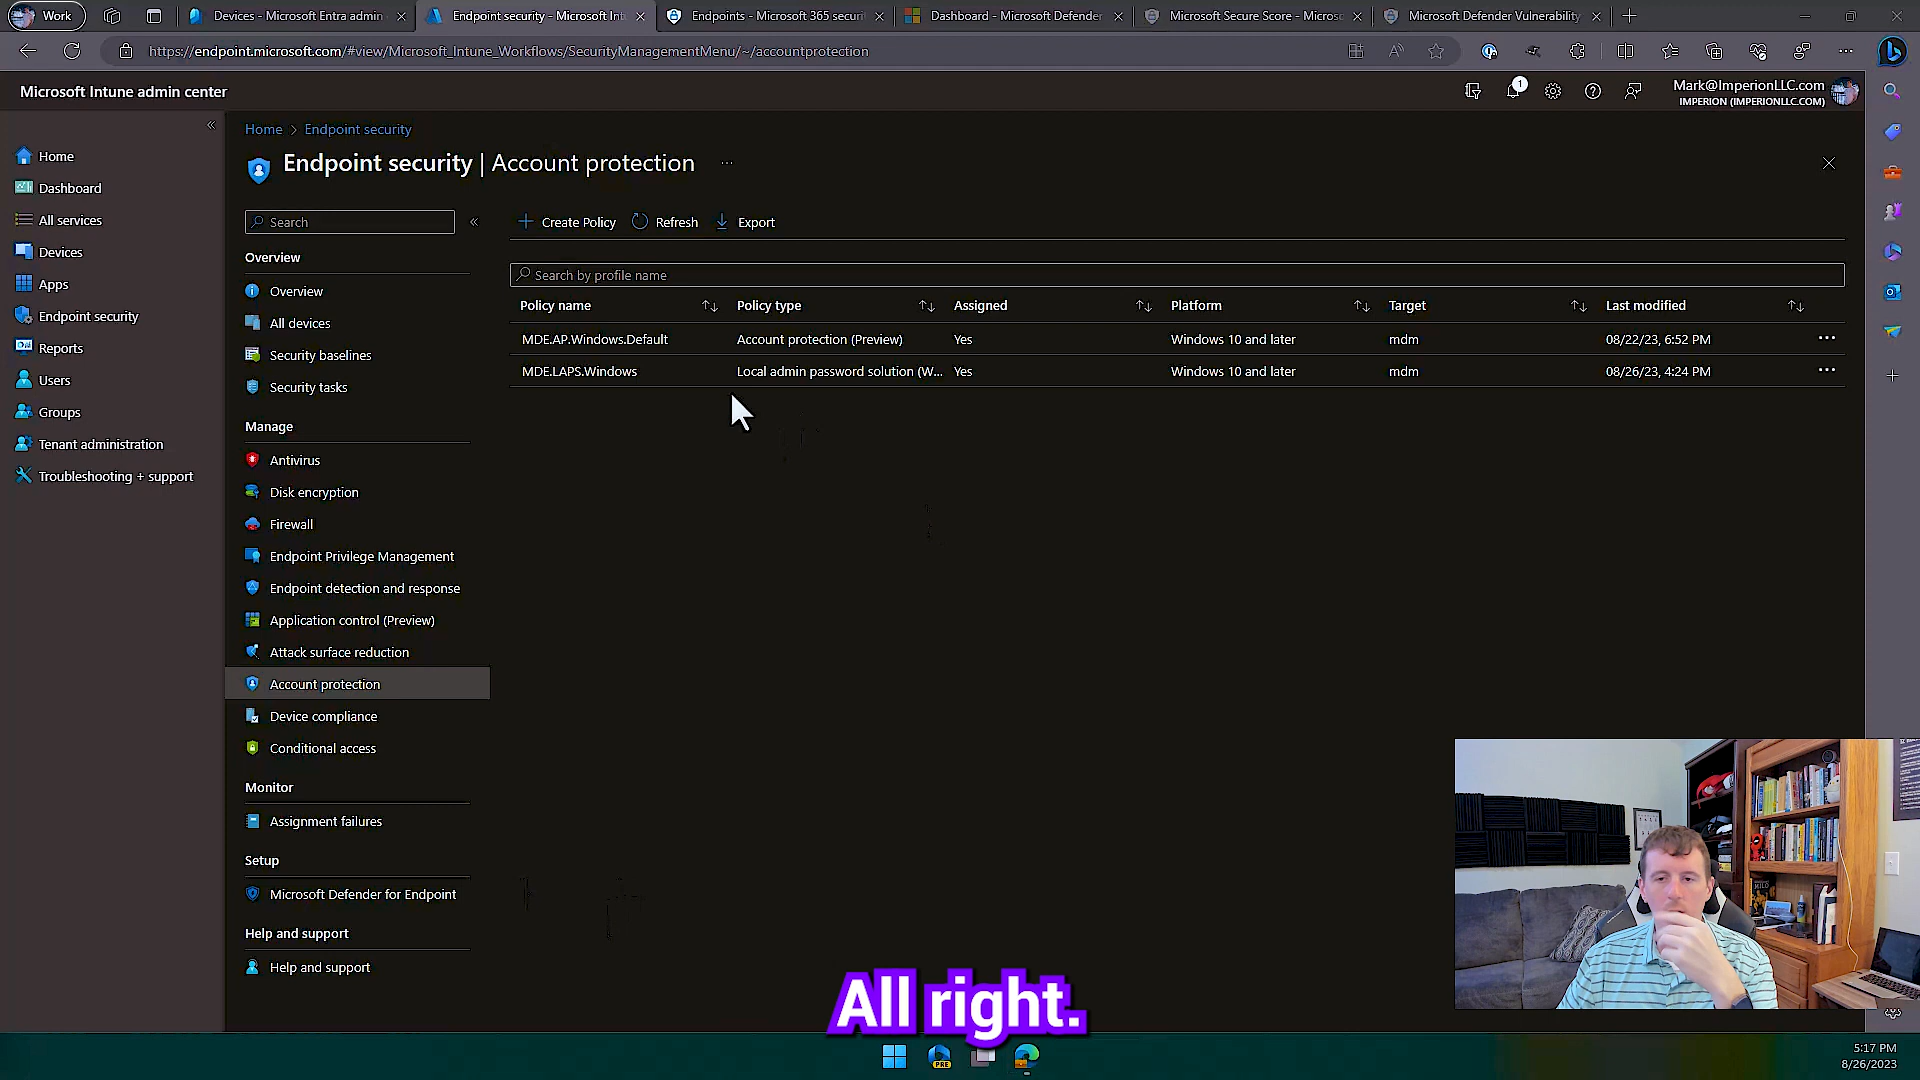 Work
Devices - Microsoft Entra admin
Endpoint security - Microsoft Int
Endpoints - Microsoft 365 securi
Dashboard - Microsoft Defender
Microsoft Secure Score - Micros
Microsoft Defender Vulnerability
https://endpoint.microsoft.com/#view/Microsoft_Intune_Workflows/SecurityManagementMenu/~/accountprotection
Microsoft Intune admin center
1
Mark@ImperionLLC.com
IMPERION (IMPERIONLLC.COM)
Home
Dashboard
All services
Devices
Apps
Endpoint security
Reports
Users
Groups
Tenant administration
Troubleshooting + support
Home > Endpoint security
Endpoint security | Account protection
Search
Overview
Overview
All devices
Security baselines
Security tasks
Manage
Antivirus
Disk encryption
Firewall
Endpoint Privilege Management
Endpoint detection and response
Application control (Preview)
Attack surface reduction
Account protection
Device compliance
Conditional access
Monitor
Assignment failures
Setup
Microsoft Defender for Endpoint
Help and support
Help and support
Create Policy Refresh Export
Search by profile name
Policy name Policy type Assigned Platform Target Last modified
MDE.AP.Windows.Default Account protection (Preview) Yes Windows 10 and later mdm 08/22/23, 6:52 PM
MDE.LAPS.Windows Local admin password solution (W... Yes Windows 10 and later mdm 08/26/23, 4:24 PM
All right.
PRE
5:17 PM
8/26/2023